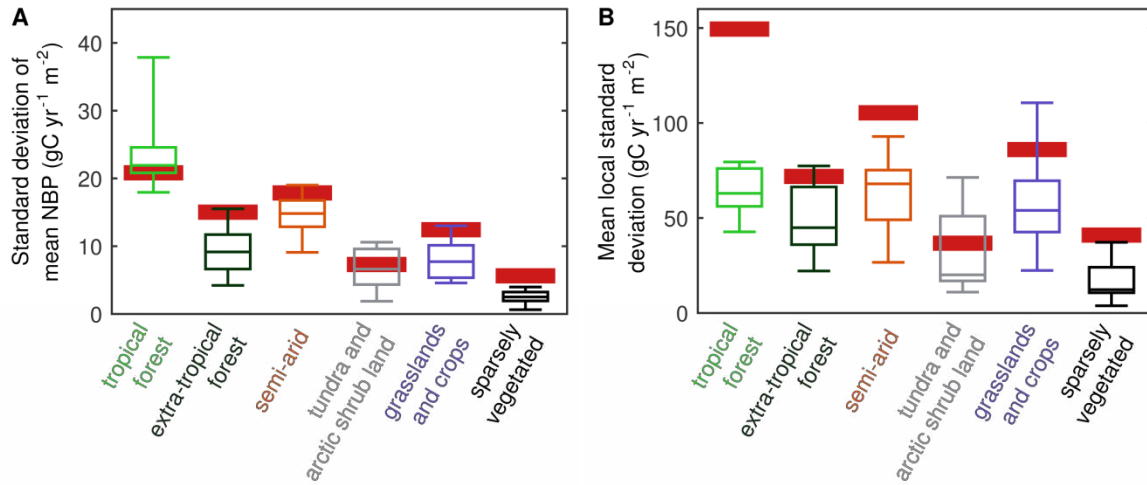 A
Standard deviation of
mean NBP (gC yr-1 m-2)
40
30
20
10
0
tropical
forest
extra-tropical
forest
semi-arid
tundra and
arctic shrub land
grasslands
and crops
sparsely
vegetated
B
Mean local standard
deviation (gC yr-1 m-2)
150
100
50
0
tropical
forest
extra-tropical
forest
semi-arid
tundra and
arctic shrub land
grasslands
and crops
sparsely
vegetated